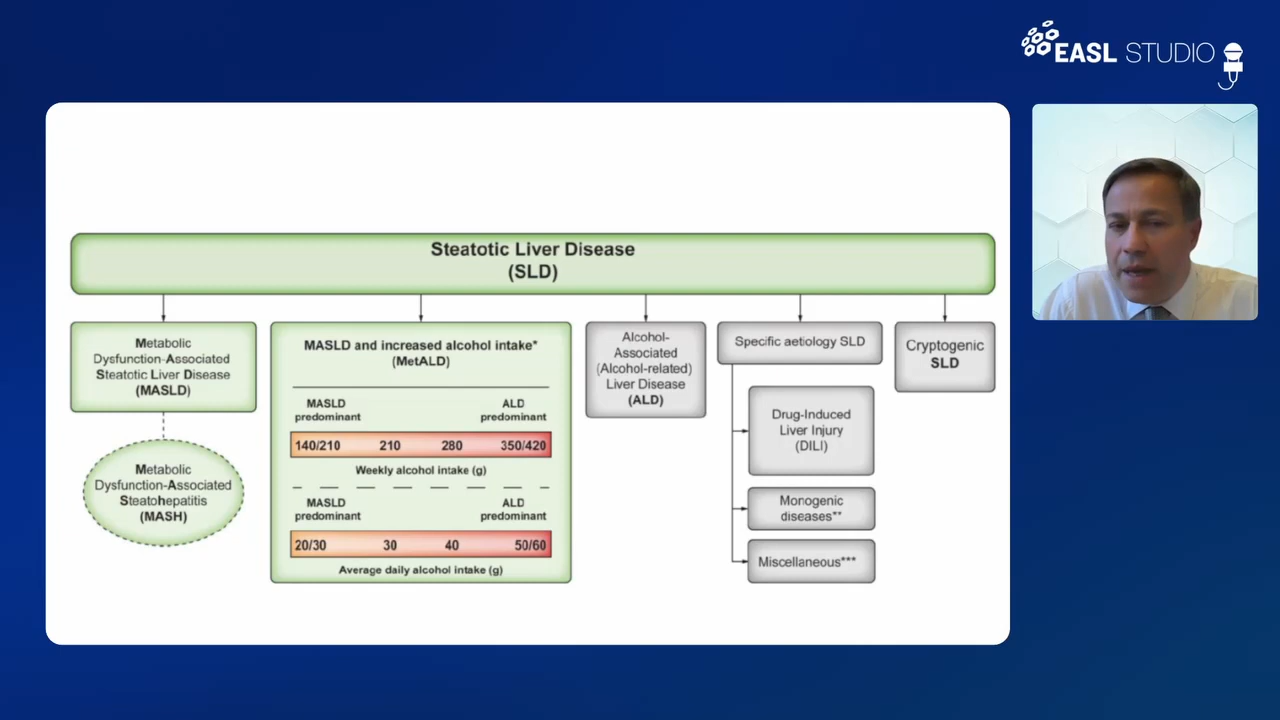 EASL STUDIO
Steatotic Liver Disease
(SLD)
Metabolic
Dysfunction-Associated
Steatotic Liver Disease
(MASLD)
Metabolic
Dysfunction-Associated
Steatohepatitis
(MASH)
MASLD and increased alcohol intake*
(MetALD)
MASLD
predominant
ALD
predominant
140/210 210 280 350/420
Weekly alcohol intake (g)
MASLD
predominant
ALD
predominant
20/30 30 40 50/60
Average daily alcohol intake (g)
Alcohol-
Associated
(Alcohol-related)
Liver Disease
(ALD)
Specific aetiology SLD
Drug-Induced
Liver Injury
(DILI)
Monogenic
diseases**
Miscellaneous***
Cryptogenic
SLD